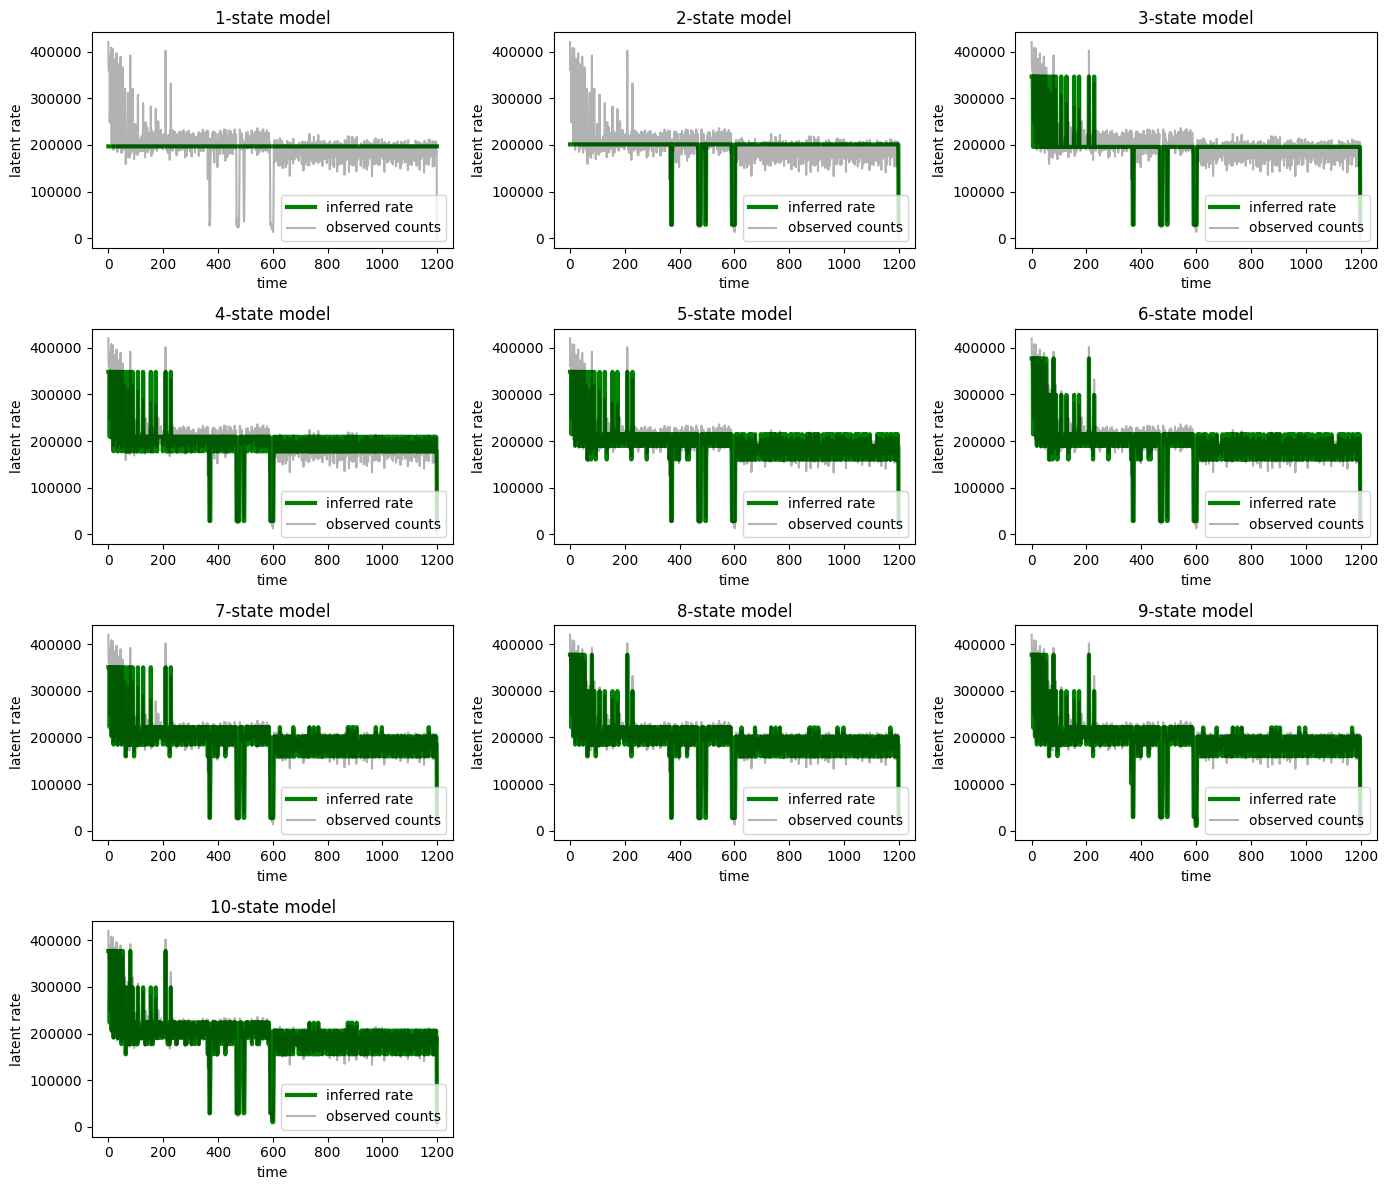 1-state model
400000
300000
200000
100000
0
latent rate
inferred rate
observed counts
0 200 400 600 800 1000 1200
time
2-state model
400000
300000
200000
100000
0
latent rate
inferred rate
observed counts
0 200 400 600 800 1000 1200
time
3-state model
400000
300000
200000
100000
0
latent rate
inferred rate
observed counts
0 200 400 600 800 1000 1200
time
4-state model
400000
300000
200000
100000
0
latent rate
inferred rate
observed counts
0 200 400 600 800 1000 1200
time
5-state model
400000
300000
200000
100000
0
latent rate
inferred rate
observed counts
0 200 400 600 800 1000 1200
time
6-state model
400000
300000
200000
100000
0
latent rate
inferred rate
observed counts
0 200 400 600 800 1000 1200
time
7-state model
400000
300000
200000
100000
0
latent rate
inferred rate
observed counts
0 200 400 600 800 1000 1200
time
8-state model
400000
300000
200000
100000
0
latent rate
inferred rate
observed counts
0 200 400 600 800 1000 1200
time
9-state model
400000
300000
200000
100000
0
latent rate
inferred rate
observed counts
0 200 400 600 800 1000 1200
time
10-state model
400000
300000
200000
100000
0
latent rate
inferred rate
observed counts
0 200 400 600 800 1000 1200
time